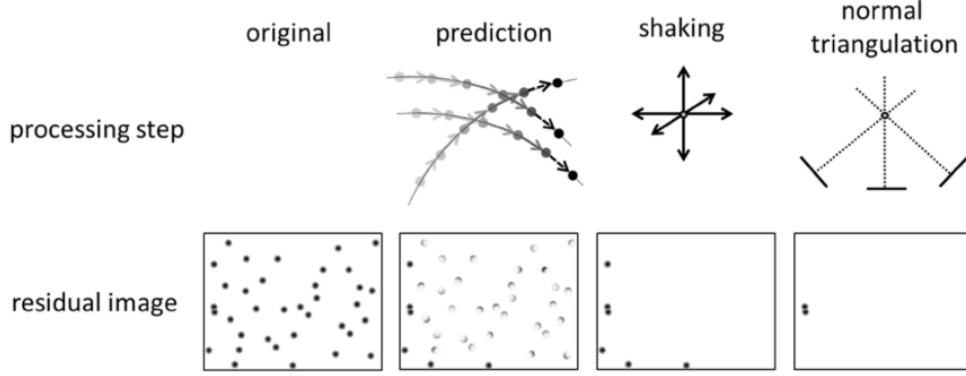 original
prediction
shaking
normal
triangulation
processing step
residual image